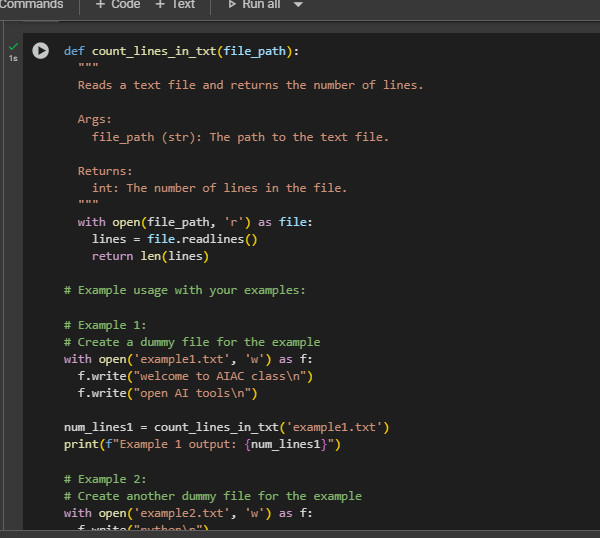 Commands + Code + Text Run all
1s
def count_lines_in_txt(file_path):
"""
Reads a text file and returns the number of lines.
Args:
file_path (str): The path to the text file.
Returns:
int: The number of lines in the file.
"""
with open(file_path, 'r') as file:
lines = file.readlines()
return len(lines)
# Example usage with your examples:
# Example 1:
# Create a dummy file for the example
with open('example1.txt', 'w') as f:
f.write("welcome to AIAC class\n")
f.write("open AI tools\n")
num_lines1 = count_lines_in_txt('example1.txt')
print(f"Example 1 output: {num_lines1}")
# Example 2:
# Create another dummy file for the example
with open('example2.txt', 'w') as f:
f.write("python\n")